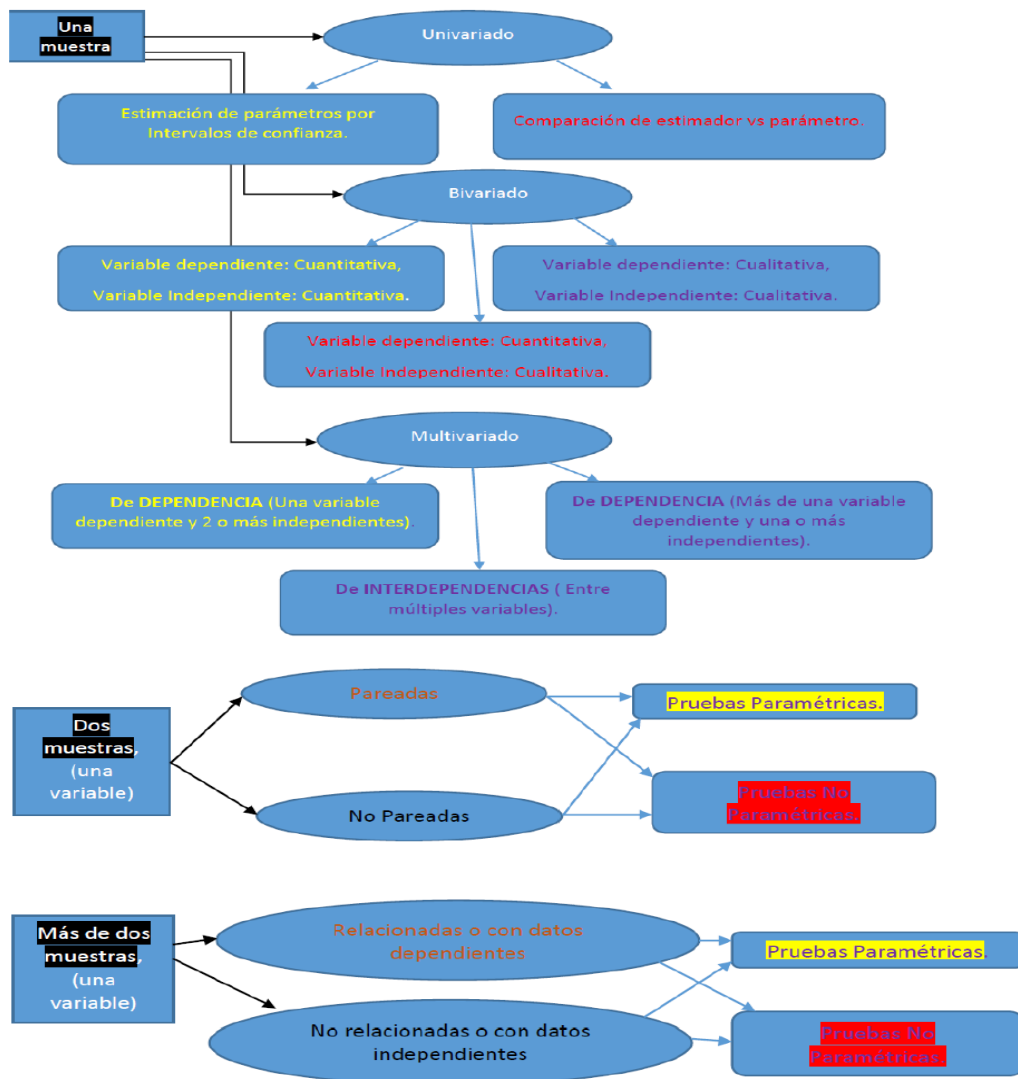 Una
muestra
Univariado
Estimación de parámetros por
Intervalos de confianza.
Comparación de estimador vs parámetro.
Bivariado
Variable dependiente: Cuantitativa,
Variable Independiente: Cuantitativa.
Variable dependiente: Cualitativa,
Variable Independiente: Cualitativa.
Variable dependiente: Cuantitativa,
Variable Independiente: Cualitativa.
Multivariado
De DEPENDENCIA (Una variable
dependiente y 2 o más independientes).
De DEPENDENCIA (Más de una variable
dependiente y una o más
independientes).
De INTERDEPENDENCIAS ( Entre
múltiples variables).
Dos
muestras,
(una
variable)
Pareadas
No Pareadas
Pruebas Paramétricas.
Pruebas No
Paramétricas.
Más de dos
muestras,
(una
variable)
Relacionadas o con datos
dependientes
No relacionadas o con datos
independientes
Pruebas Paramétricas.
Pruebas No
Paramétricas.